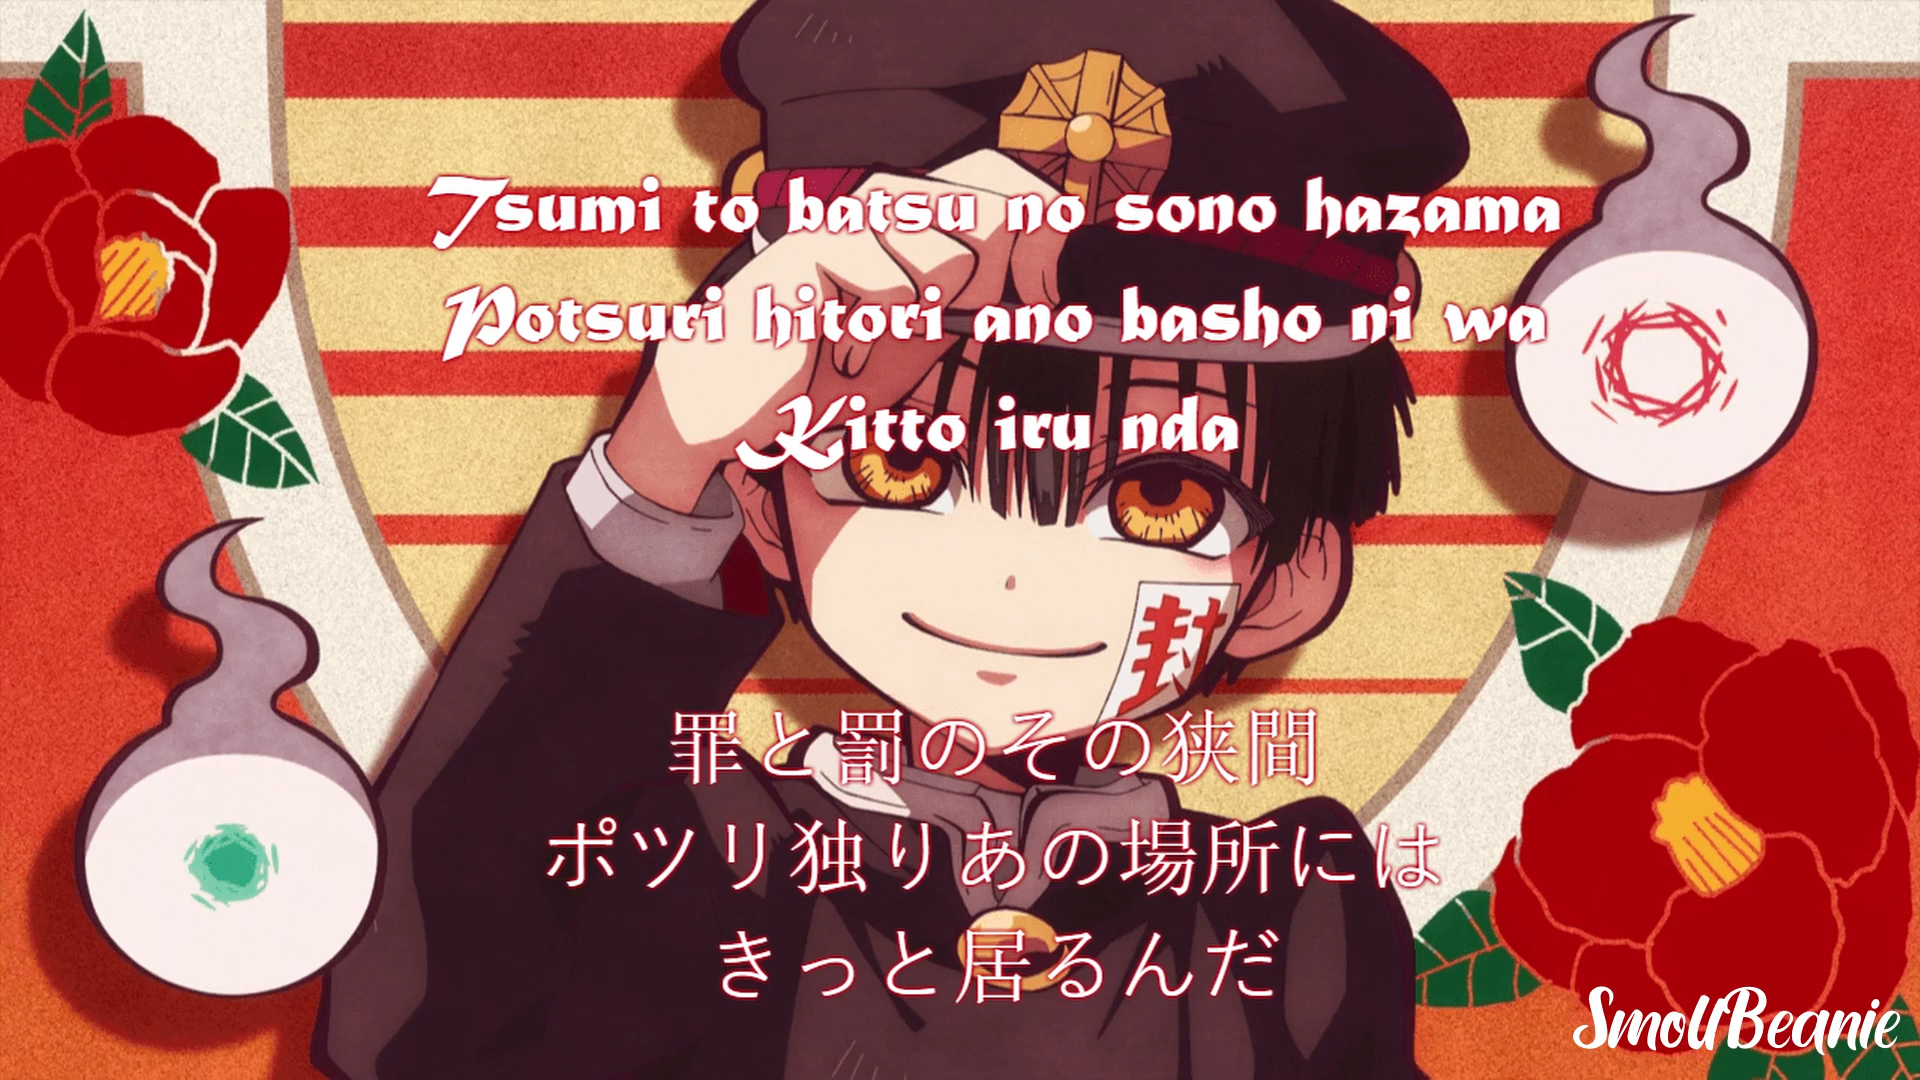 Tsumi to batsu no sono hazama
Potsuri hitori ano basho ni wa
Kitto iru nda
封
罪と罰のその狭間
ポツリ独りあの場所には
きっと居るんだ
SmollBeanie